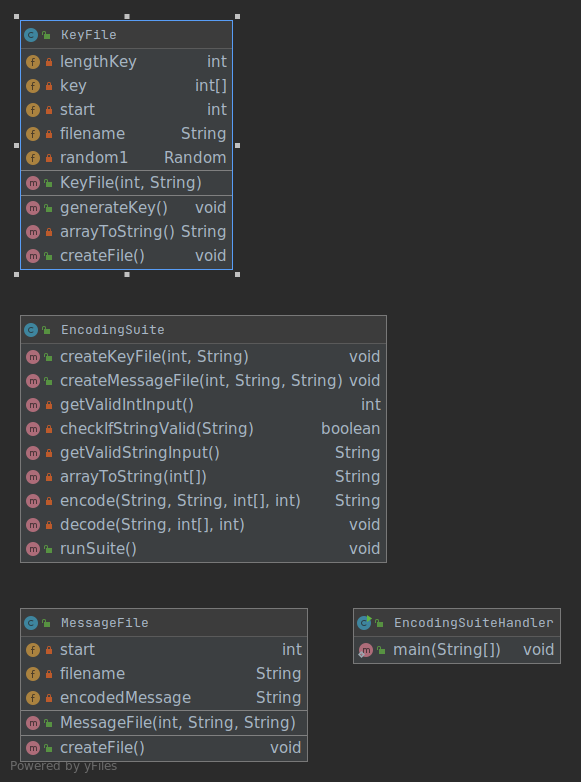 KeyFile
lengthKey int
key int[]
start int
filename String
random1 Random
KeyFile(int, String)
generateKey() void
arrayToString() String
createFile() void
EncodingSuite
createKeyFile(int, String) void
createMessageFile(int, String, String) void
getValidIntInput() int
checkIfStringValid(String) boolean
getValidStringInput() String
arrayToString(int[]) String
encode(String, String, int[], int) String
decode(String, int[], int) void
runSuite() void
MessageFile
start int
filename String
encodedMessage String
MessageFile(int, String, String)
createFile() void
EncodingSuiteHandler
main(String[]) void
Powered by yFiles